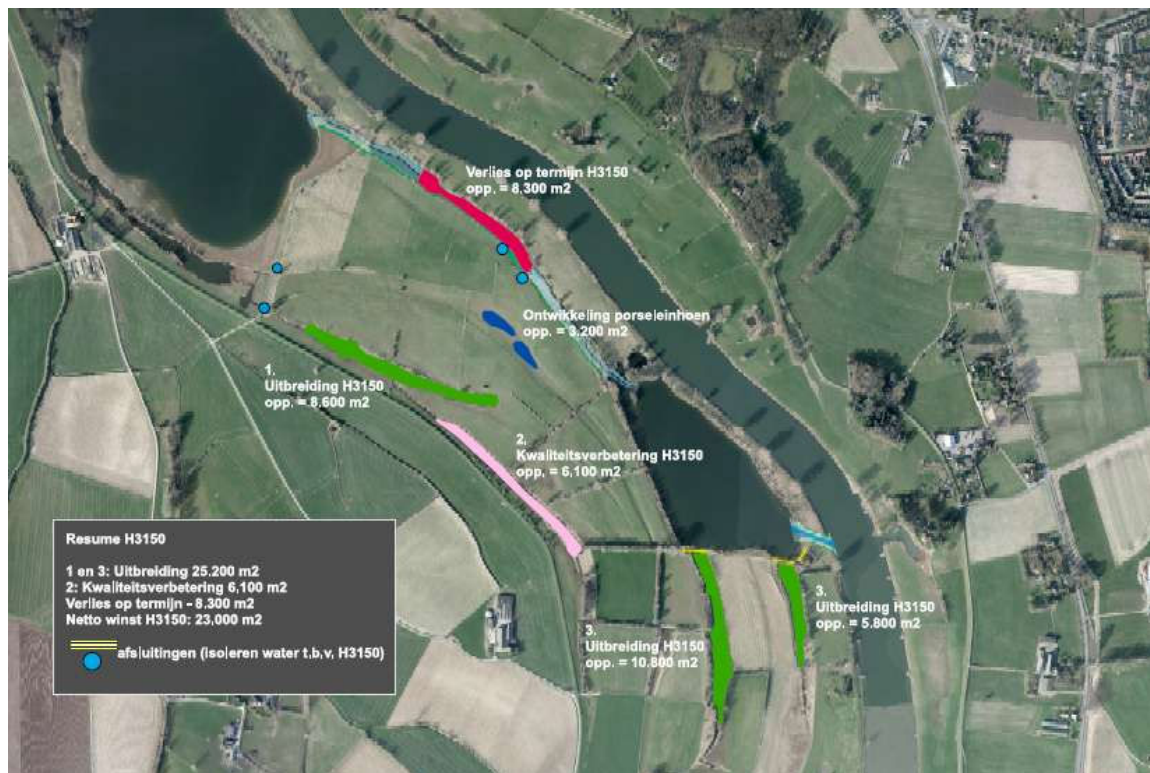 Verlies op termijn H3150
opp. = 8.300 m2
Ontwikkeling porseleinhoen
opp. = 3.200 m2
1.
Uitbreiding H3150
opp. = 8.600 m2
2.
Kwaliteitsverbetering H3150
opp. = 6,100 m2
3.
Uitbreiding H3150
opp. = 5.800 m2
3.
Uitbreiding H3150
opp. = 10.800 m2
Resume H3150
1 en 3: Uitbreiding 25.200 m2
2: Kwaliteitsverbetering 6,100 m2
Verlies op termijn - 8.300 m2
Netto winst H3150: 23,000 m2
afsluitingen (isoleren water t,b,v, H3150)